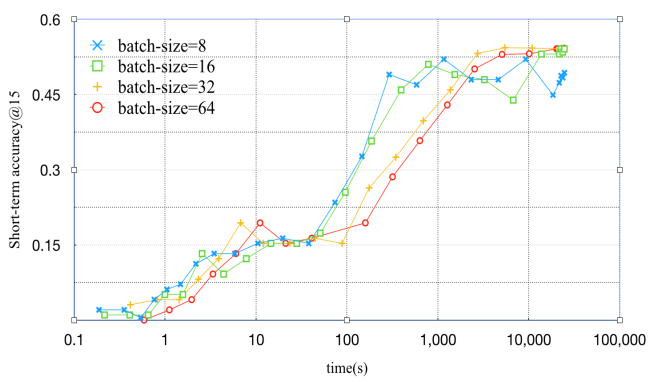 0.6
batch-size=8
batch-size=16
0.45
batch-size=32
batch-size=64
Short-term accuracy@15
0.3
0.15
0
0.1 1 10 100 1,000 10,000 100,000
time(s)